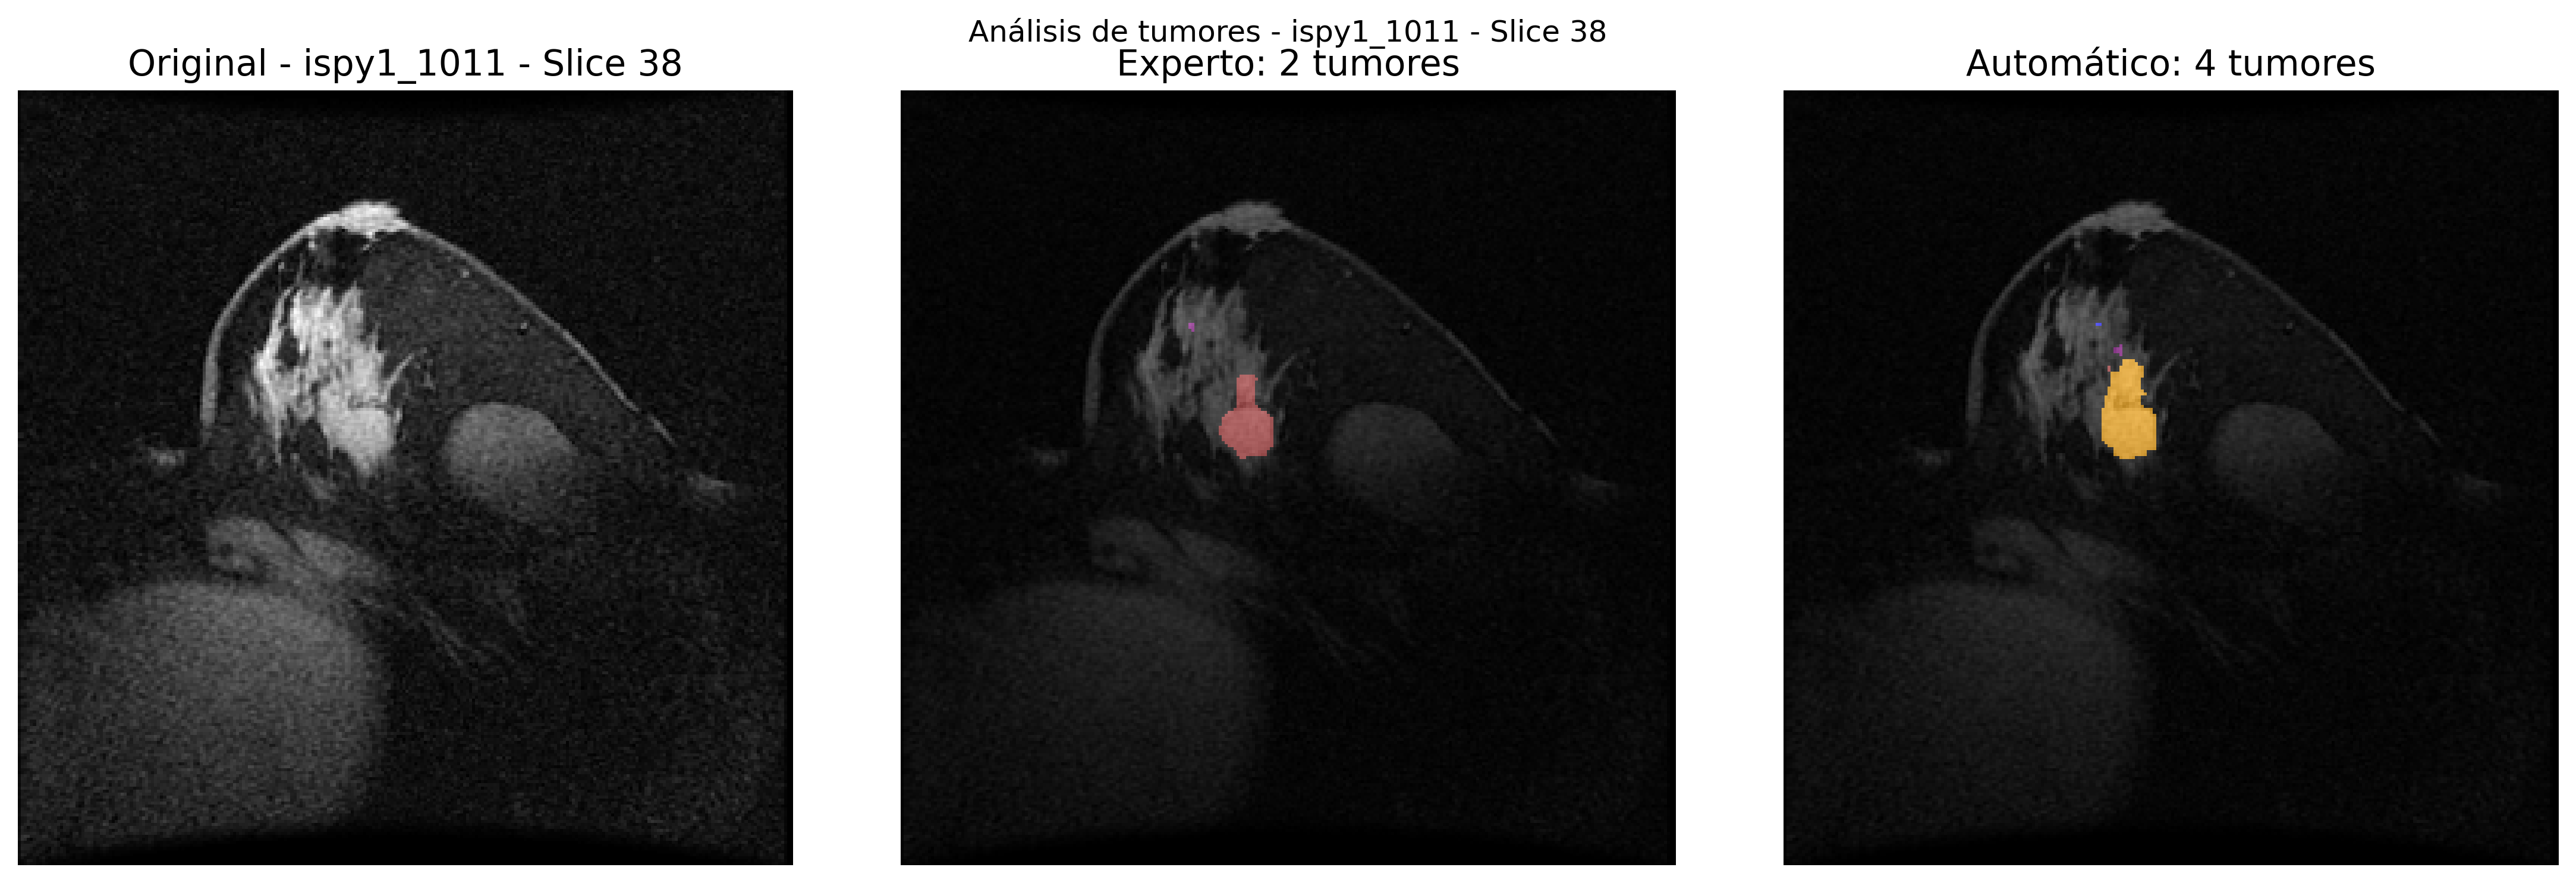 Análisis de tumores - ispy1_1011 - Slice 38
Original - ispy1_1011 - Slice 38
Experto: 2 tumores
Automático: 4 tumores